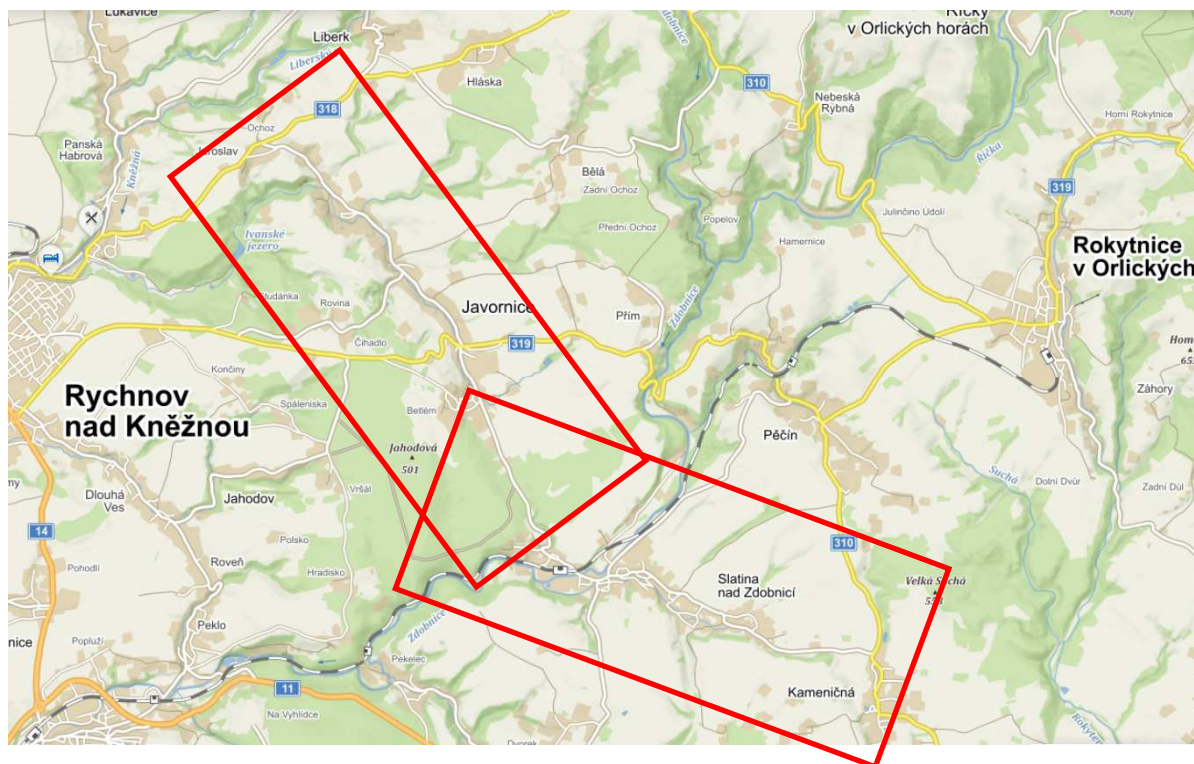 Lukavice
Říčky
v Orlických horách
Kouty
Liberk
Liberský
Hláska
Zdobnice
310
Nebeská
Rybná
318
Ochoz
Horní Rokytnice
Panská
Habrová
Jaroslav
Kněžná
Říčka
Bělá
Zadní Ochoz
319
Popelov
Julinčino Údolí
Přední Ochoz
Ivanské
jezero
Hamernice
Rokytnice
v Orlických
Studánka
Rovina
Javornice
Přím
Zdobnice
Čihadlo
319
Končiny
Záhory
Rychnov
nad Kněžnou
Spáleniska
Betlém
Jahodová
501
Pěčín
Suchá
Dolní Dvůr
Zadní Důl
Dlouhá
Ves
Jahodov
Vršál
14
Polsko
310
Roveň
Pohodlí
Hradisko
Slatina
nad Zdobnicí
Velká Suchá
Peklo
Zdobnice
Popluží
Pekelec
11
Kameničná
Na Vyhlídce
Dvorek